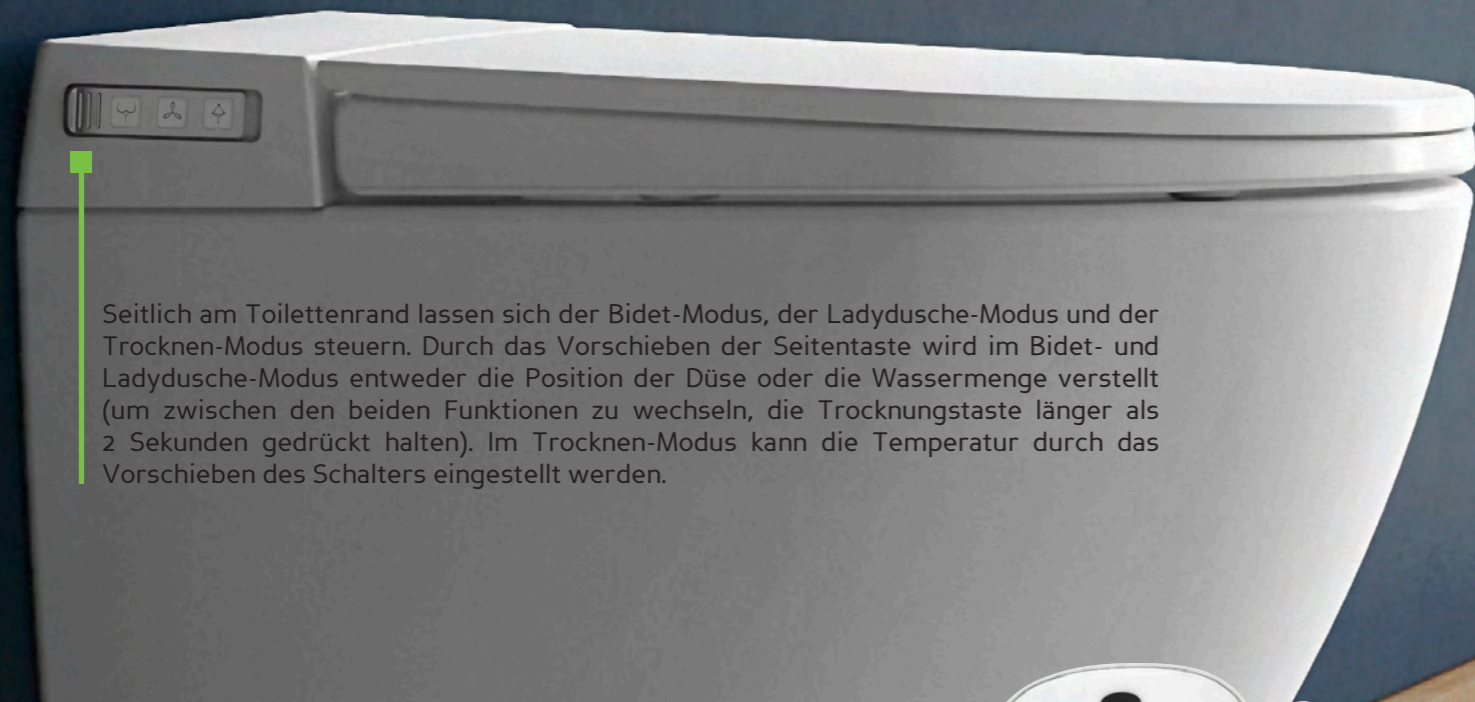 Seitlich am Toilettenrand lassen sich der Bidet-Modus, der Ladydusche-Modus und der
Trocknen-Modus steuern. Durch das Vorschieben der Seitentaste wird im Bidet- und
Ladydusche-Modus entweder die Position der Düse oder die Wassermenge verstellt
(um zwischen den beiden Funktionen zu wechseln, die Trocknungstaste länger als
2 Sekunden gedrückt halten). Im Trocknen-Modus kann die Temperatur durch das
Vorschieben des Schalters eingestellt werden.